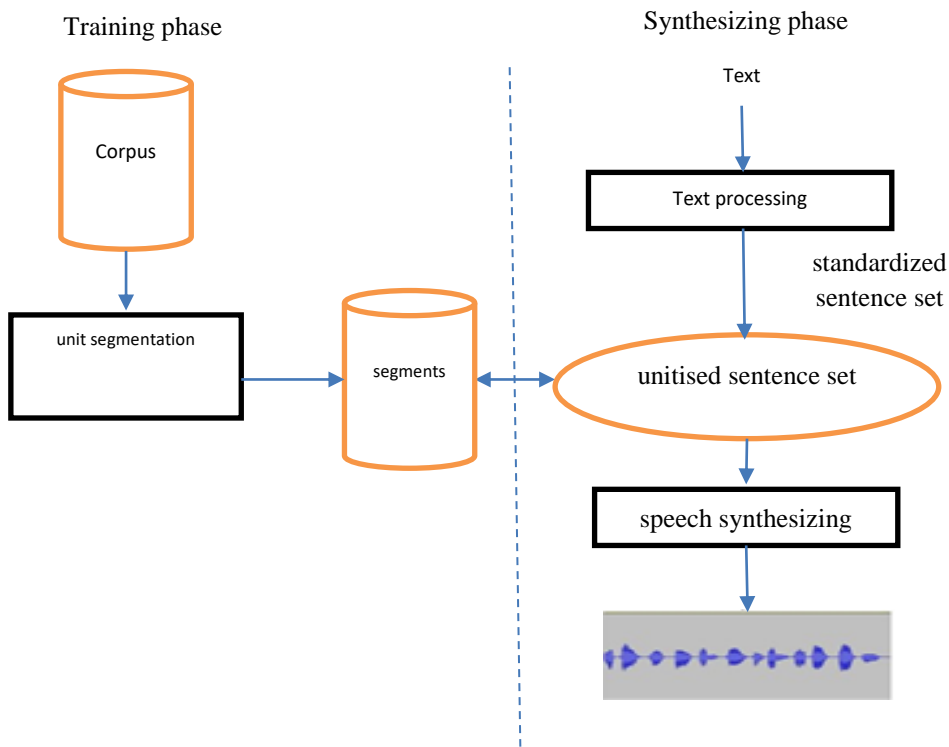 Training phase
Synthesizing phase
Text
Corpus
Text processing
standardized
sentence set
unit segmentation
segments
unitised sentence set
speech synthesizing